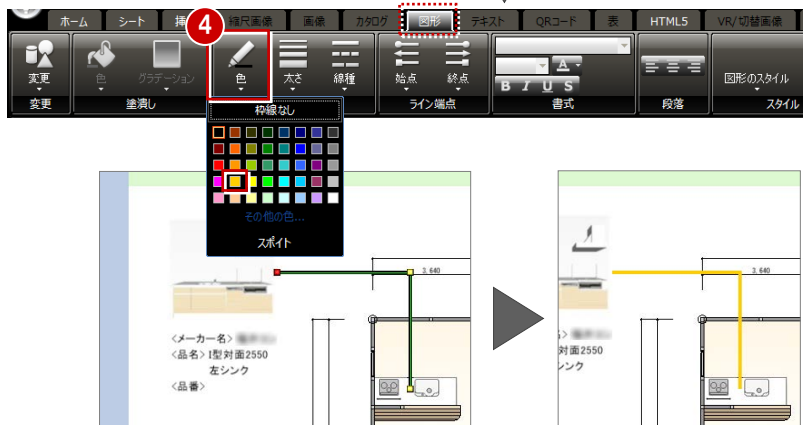 ホーム シート 挿 縮尺画像 画像 カタログ 図形 テキスト QRコード 表 HTML5 VR/切替画像
4
変更 色 グラデーション 色 太さ 線種 始点 終点 A B I U S 図形のスタイル
変更 塗潰し ライン端点 書式 段落 スタイル
枠線なし
その他の色...
スポイト
3,640
3,640
<メーカー名>
<品名>I型対面2550
左シンク
<品番>
>
対面2550
シンク